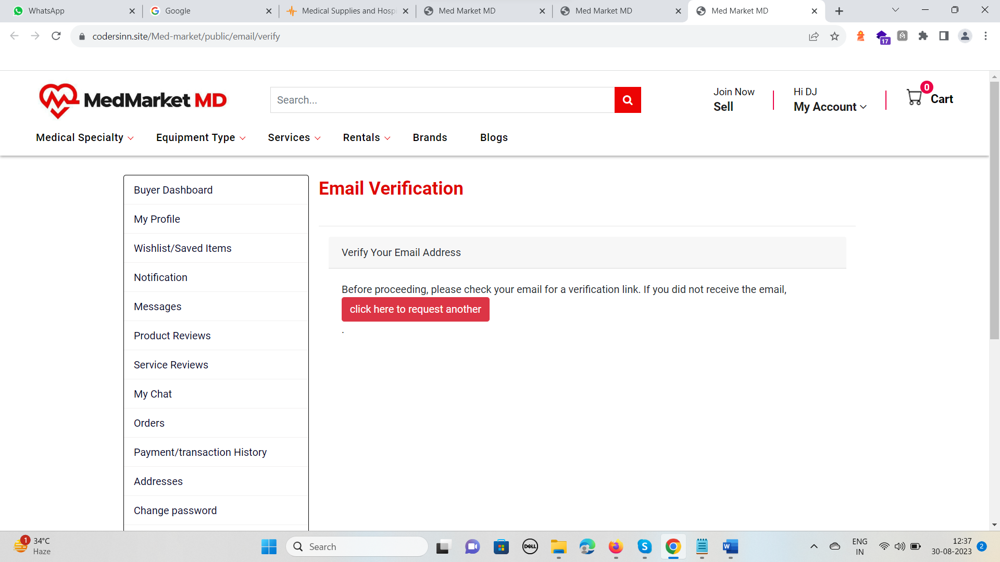 WhatsApp
Google
Medical Supplies and Hospi
Med Market MD
Med Market MD
Med Market MD
codersinn.site/Med-market/public/email/verify
17
MedMarket MD
Search...
Join Now
Sell
Hi DJ
My Account
0
Cart
Medical Specialty
Equipment Type
Services
Rentals
Brands
Blogs
Buyer Dashboard
My Profile
Wishlist/Saved Items
Notification
Messages
Product Reviews
Service Reviews
My Chat
Orders
Payment/transaction History
Addresses
Change password
Email Verification
Verify Your Email Address
Before proceeding, please check your email for a verification link. If you did not receive the email,
click here to request another
.
1
34°C
Haze
Search
DELL
S
W
ENG
IN
12:37
30-08-2023
2